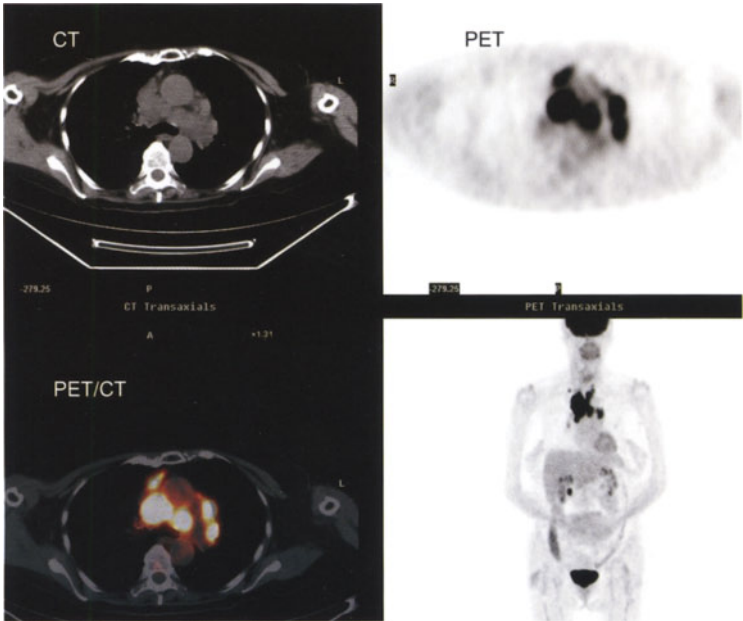 CT
PET
L
-279.25
P
-279.25
CT Transaxials
PET Transaxials
A
×1.31
PET/CT
L